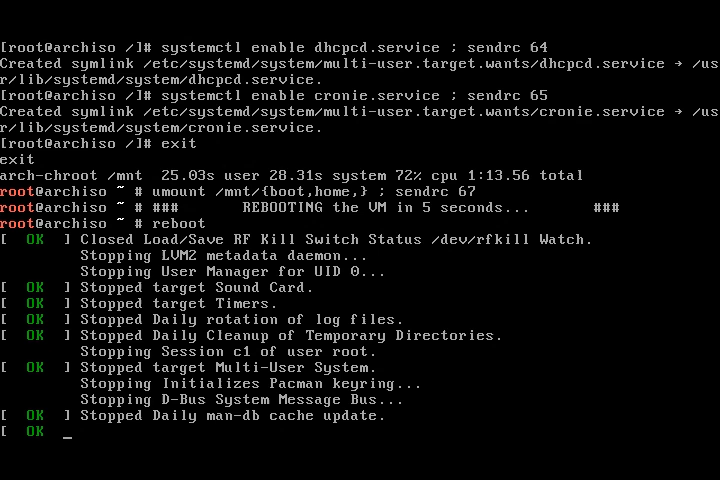 [root@archiso /]# systemctl enable dhcpcd.service ; sendrc 64
Created symlink /etc/systemd/system/multi-user.target.wants/dhcpcd.service → /us
r/lib/systemd/system/dhcpcd.service.
[root@archiso /]# systemctl enable cronie.service ; sendrc 65
Created symlink /etc/systemd/system/multi-user.target.wants/cronie.service → /us
r/lib/systemd/system/cronie.service.
[root@archiso /]# exit
exit
arch-chroot /mnt  25.03s user 28.31s system 72% cpu 1:13.56 total
root@archiso ~ # umount /mnt/{boot,home,} ; sendrc 67
root@archiso ~ # ###       REBOOTING the VM in 5 seconds...       ###
root@archiso ~ # reboot
[  OK  ] Closed Load/Save RF Kill Switch Status /dev/rfkill Watch.
         Stopping LVM2 metadata daemon...
         Stopping User Manager for UID 0...
[  OK  ] Stopped target Sound Card.
[  OK  ] Stopped target Timers.
[  OK  ] Stopped Daily rotation of log files.
[  OK  ] Stopped Daily Cleanup of Temporary Directories.
         Stopping Session c1 of user root.
[  OK  ] Stopped target Multi-User System.
         Stopping Initializes Pacman keyring...
         Stopping D-Bus System Message Bus...
[  OK  ] Stopped Daily man-db cache update.
[  OK  _